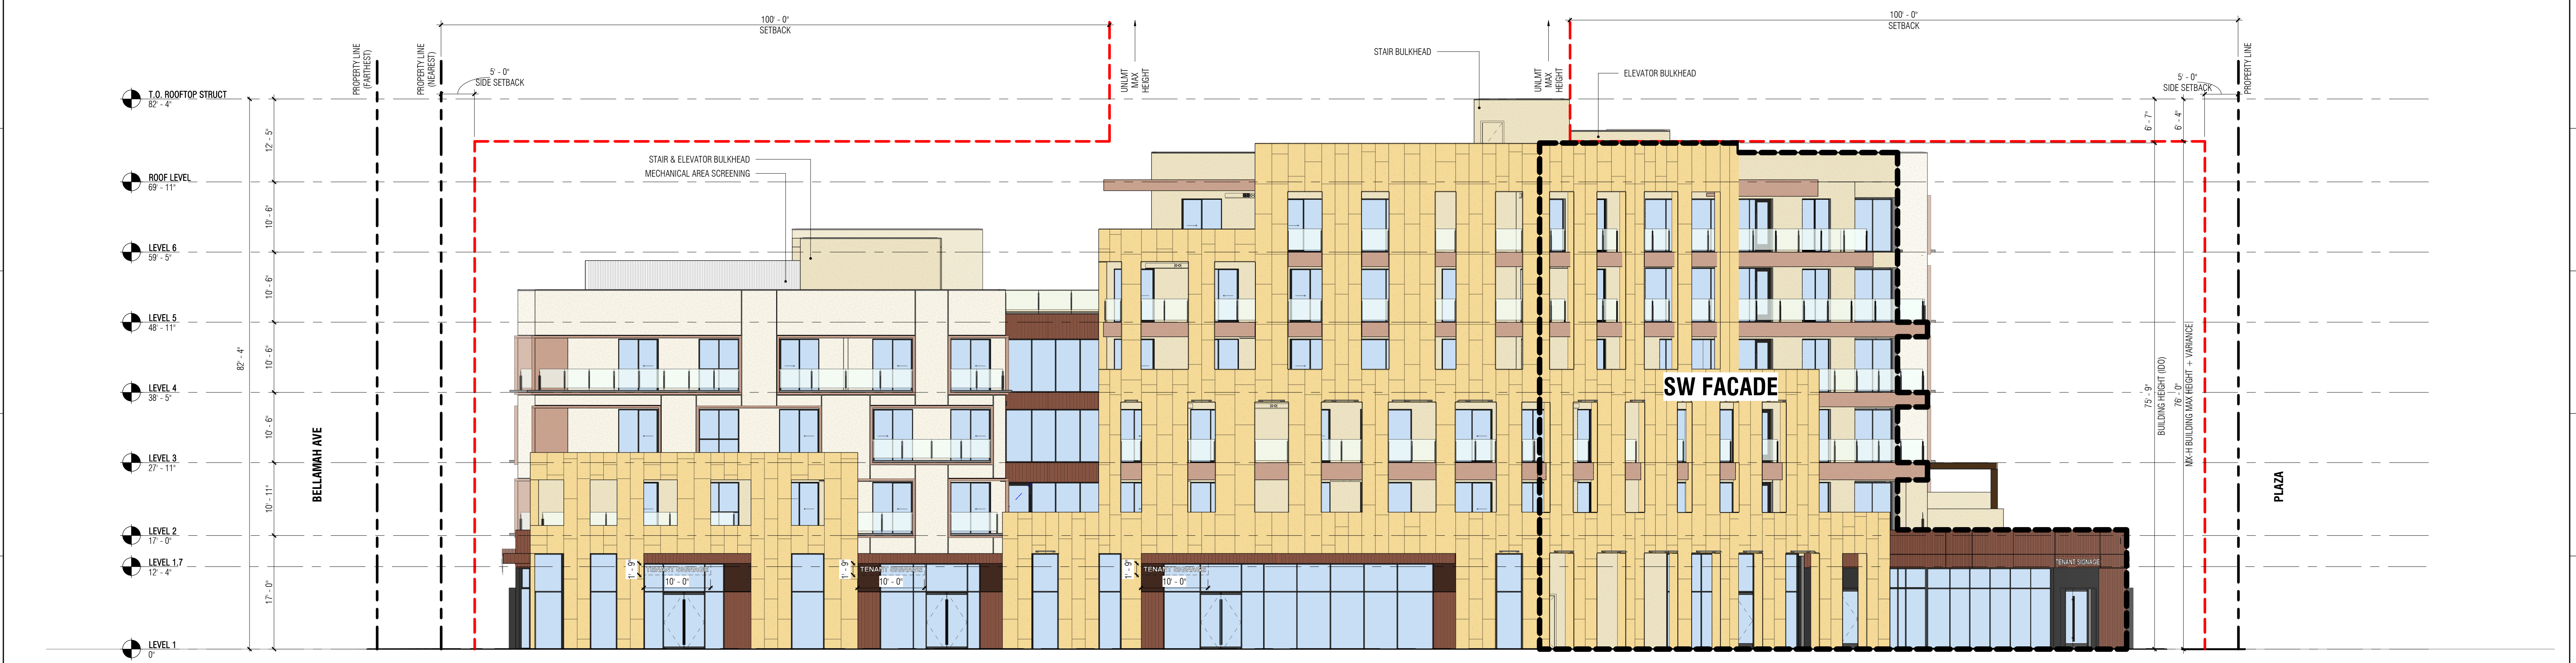 100' - 0"
SETBACK
100' - 0"
SETBACK
PROPERTY LINE
(FARTHEST)
PROPERTY LINE
(NEAREST)
5' - 0"
SIDE SETBACK
UNLMT
MAX
HEIGHT
STAIR BULKHEAD
UNLMT
MAX
HEIGHT
ELEVATOR BULKHEAD
5' - 0"
SIDE SETBACK
PROPERTY LINE
T.O. ROOFTOP STRUCT
82' - 4"
12' - 5"
6' - 7"
6' - 4"
STAIR & ELEVATOR BULKHEAD
MECHANICAL AREA SCREENING
ROOF LEVEL
69' - 11"
10' - 6"
LEVEL 6
59' - 5"
10' - 6"
LEVEL 5
48' - 11"
82' - 4"
10' - 6"
LEVEL 4
38' - 5"
10' - 6"
SW FACADE
75' - 9"
BUILDING HEIGHT (IDO)
76' - 0"
MX-H BUILDING MAX HEIGHT + VARIANCE
LEVEL 3
27' - 11"
10' - 11"
BELLAMAH AVE
PLAZA
LEVEL 2
17' - 0"
LEVEL 1.7
12' - 4"
17' - 0"
1' - 9"
TENANT SIGNAGE
10' - 0"
1' - 9"
TENANT SIGNAGE
10' - 0"
1' - 9"
TENANT SIGNAGE
10' - 0"
TENANT SIGNAGE
LEVEL 1
0"